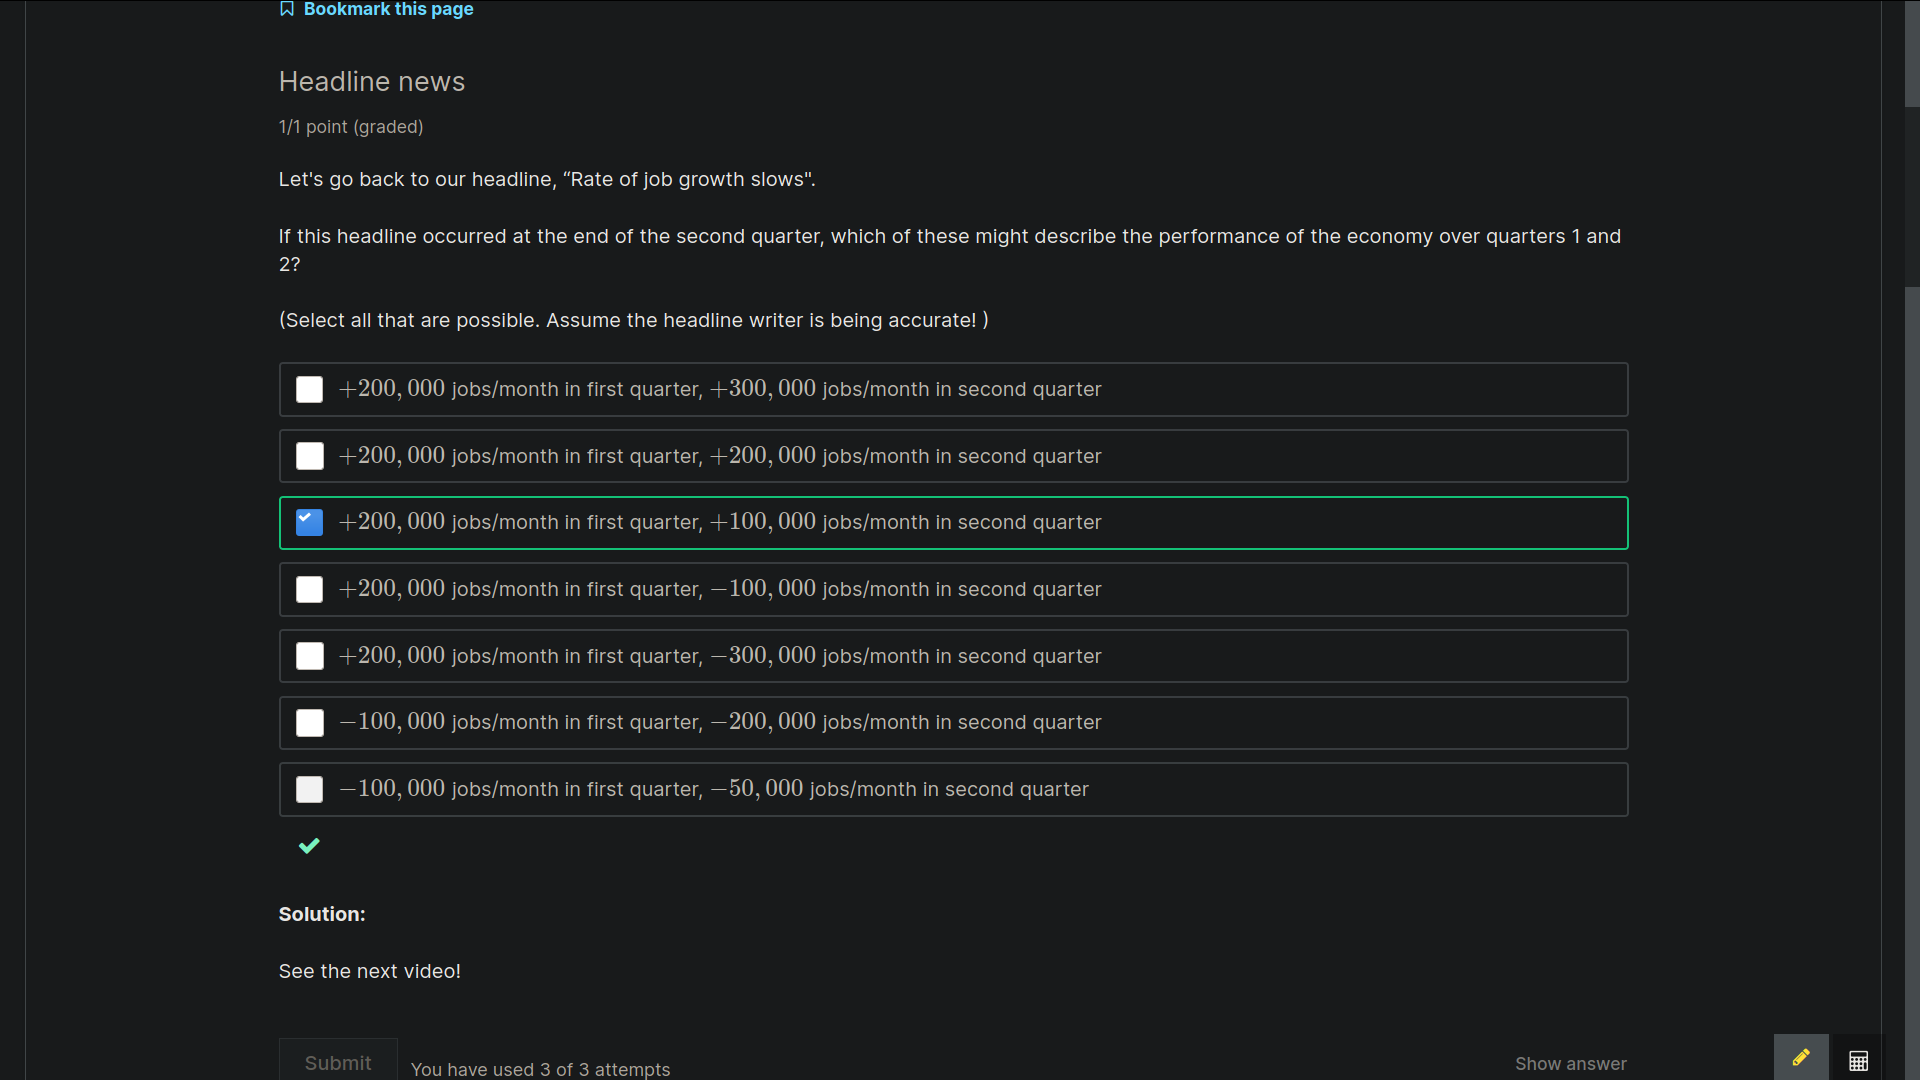 Bookmark this page
Headline news
1/1 point (graded)
Let's go back to our headline, “Rate of job growth slows".
If this headline occurred at the end of the second quarter, which of these might describe the performance of the economy over quarters 1 and
2?
(Select all that are possible. Assume the headline writer is being accurate! )
+200,000 jobs/month in first quarter, +300,000 jobs/month in second quarter
+200,000 jobs/month in first quarter, +200,000 jobs/month in second quarter
+200,000 jobs/month in first quarter, +100,000 jobs/month in second quarter
+200,000 jobs/month in first quarter, −100,000 jobs/month in second quarter
+200,000 jobs/month in first quarter, −300,000 jobs/month in second quarter
−100,000 jobs/month in first quarter, −200,000 jobs/month in second quarter
−100,000 jobs/month in first quarter, −50,000 jobs/month in second quarter
Solution:
See the next video!
Submit
You have used 3 of 3 attempts
Show answer